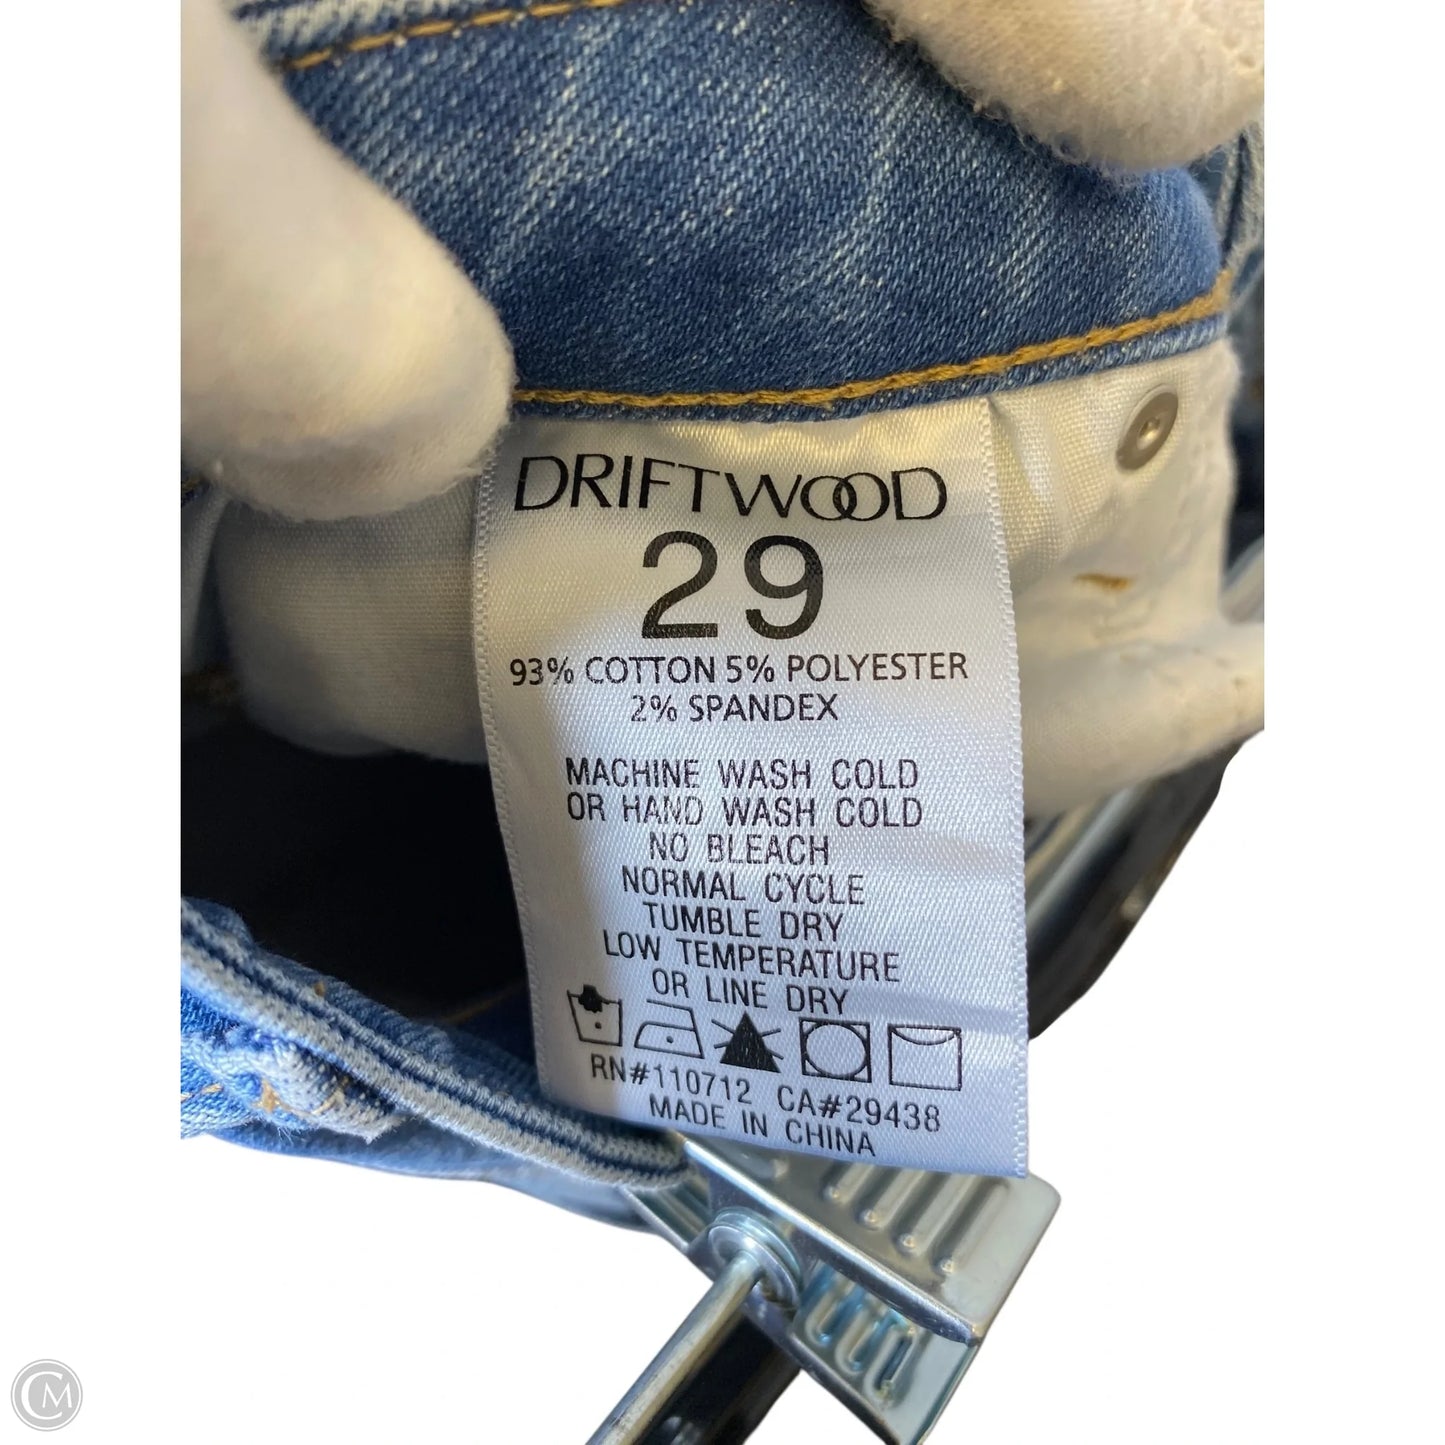 DRIFTWOOD
29
93% COTTON 5% POLYESTER
2% SPANDEX
MACHINE WASH COLD
OR HAND WASH COLD
NO BLEACH
NORMAL CYCLE
TUMBLE DRY
LOW TEMPERATURE
OR LINE DRY
RN#110712 CA#29438
MADE IN CHINA
CM